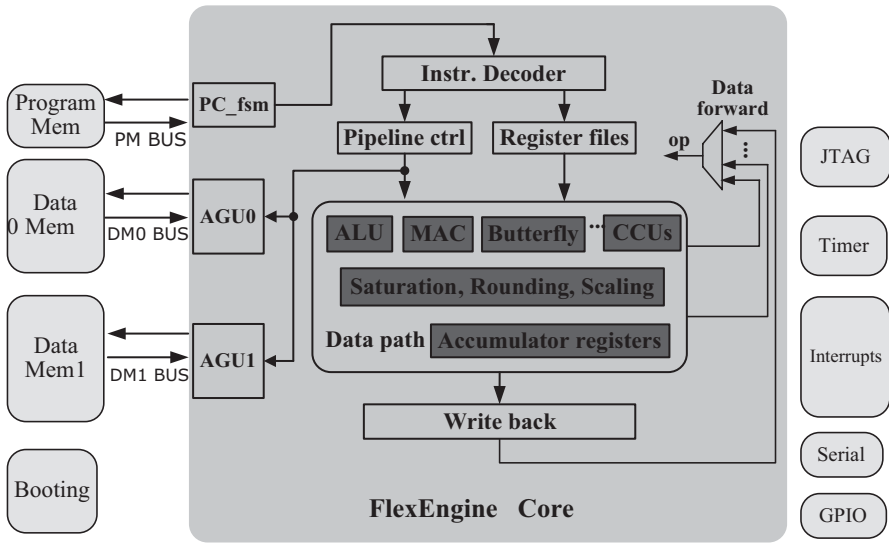 Instr. Decoder
PC_fsm
Program
Mem
PM BUS
Pipeline ctrl
Register files
Data
forward
op
...
JTAG
Data
0 Mem
DM0 BUS
AGU0
ALU
MAC
Butterfly
...
CCUs
Timer
Saturation, Rounding, Scaling
Data
Mem1
DM1 BUS
AGU1
Data path
Accumulator registers
Interrupts
Write back
Serial
Booting
FlexEngine Core
GPIO